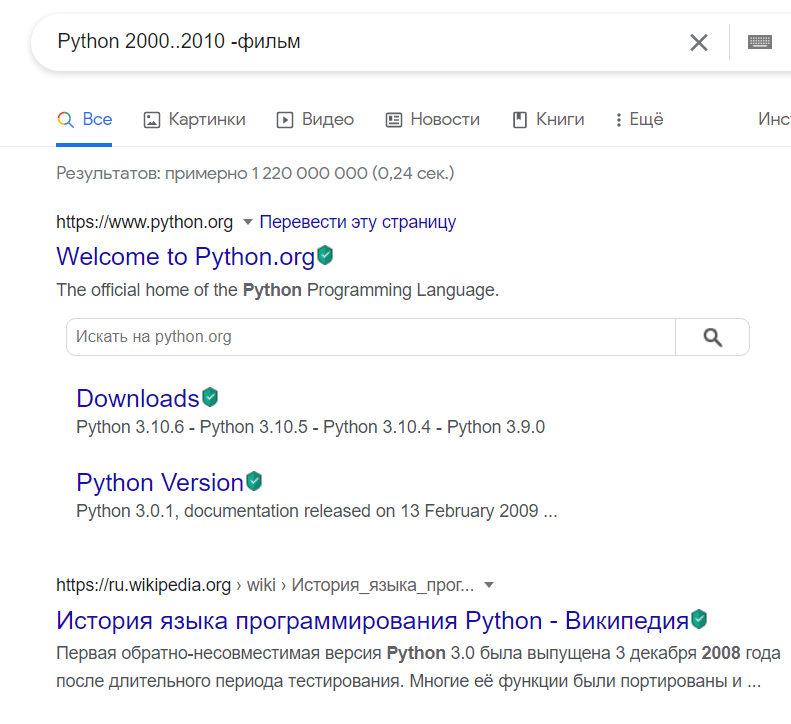 Python 2000..2010 -фильм
Все Картинки Видео Новости Книги Ещё Инс
Результатов: примерно 1 220 000 000 (0,24 сек.)
https://www.python.org Перевести эту страницу
Welcome to Python.org
The official home of the Python Programming Language.
Искать на python.org
Downloads
Python 3.10.6 - Python 3.10.5 - Python 3.10.4 - Python 3.9.0
Python Version
Python 3.0.1, documentation released on 13 February 2009 ...
https://ru.wikipedia.org › wiki › История_языка_прог...
История языка программирования Python - Википедия
Первая обратно-несовместимая версия Python 3.0 была выпущена 3 декабря 2008 года
после длительного периода тестирования. Многие её функции были портированы и ...